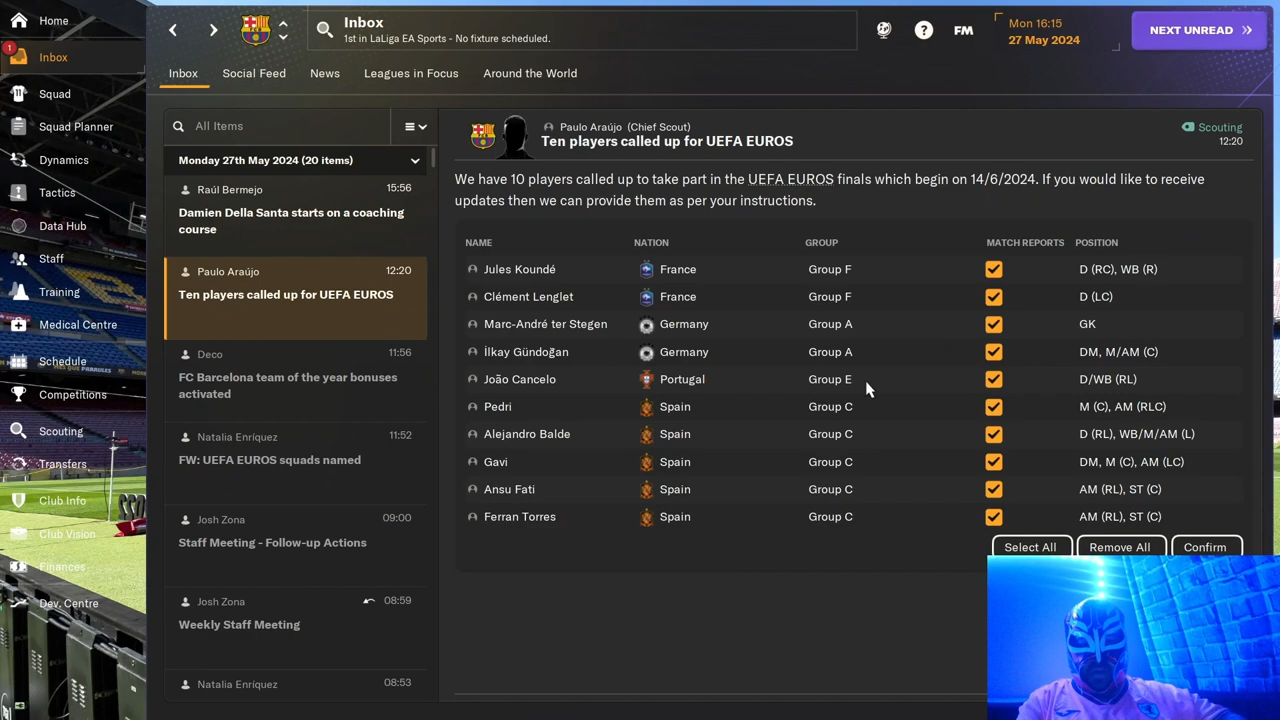 Home
Inbox
1st in LaLiga EA Sports - No fixture scheduled.
FM
Mon 16:15
27 May 2024
NEXT UNREAD
1
Inbox
Squad
Squad Planner
Dynamics
Tactics
Data Hub
Staff
Training
Medical Centre
Schedule
Competitions
Scouting
Transfers
Club Info
Club Vision
Finances
Dev. Centre
Inbox Social Feed News Leagues in Focus Around the World
All Items
Monday 27th May 2024 (20 items)
Raúl Bermejo 15:56
Damien Della Santa starts on a coaching
course
Paulo Araújo 12:20
Ten players called up for UEFA EUROS
Deco 11:56
FC Barcelona team of the year bonuses
activated
Natalia Enríquez 11:52
FW: UEFA EUROS squads named
Josh Zona 09:00
Staff Meeting - Follow-up Actions
Josh Zona 08:59
Weekly Staff Meeting
Natalia Enríquez 08:53
Paulo Araújo (Chief Scout)
Ten players called up for UEFA EUROS
Scouting
12:20
We have 10 players called up to take part in the UEFA EUROS finals which begin on 14/6/2024. If you would like to receive
updates then we can provide them as per your instructions.
NAME NATION GROUP MATCH REPORTS POSITION
Jules Koundé France Group F D (RC), WB (R)
Clément Lenglet France Group F D (LC)
Marc-André ter Stegen Germany Group A GK
İlkay Gündoğan Germany Group A DM, M/AM (C)
João Cancelo Portugal Group E D/WB (RL)
Pedri Spain Group C M (C), AM (RLC)
Alejandro Balde Spain Group C D (RL), WB/M/AM (L)
Gavi Spain Group C DM, M (C), AM (LC)
Ansu Fati Spain Group C AM (RL), ST (C)
Ferran Torres Spain Group C AM (RL), ST (C)
Select All Remove All Confirm